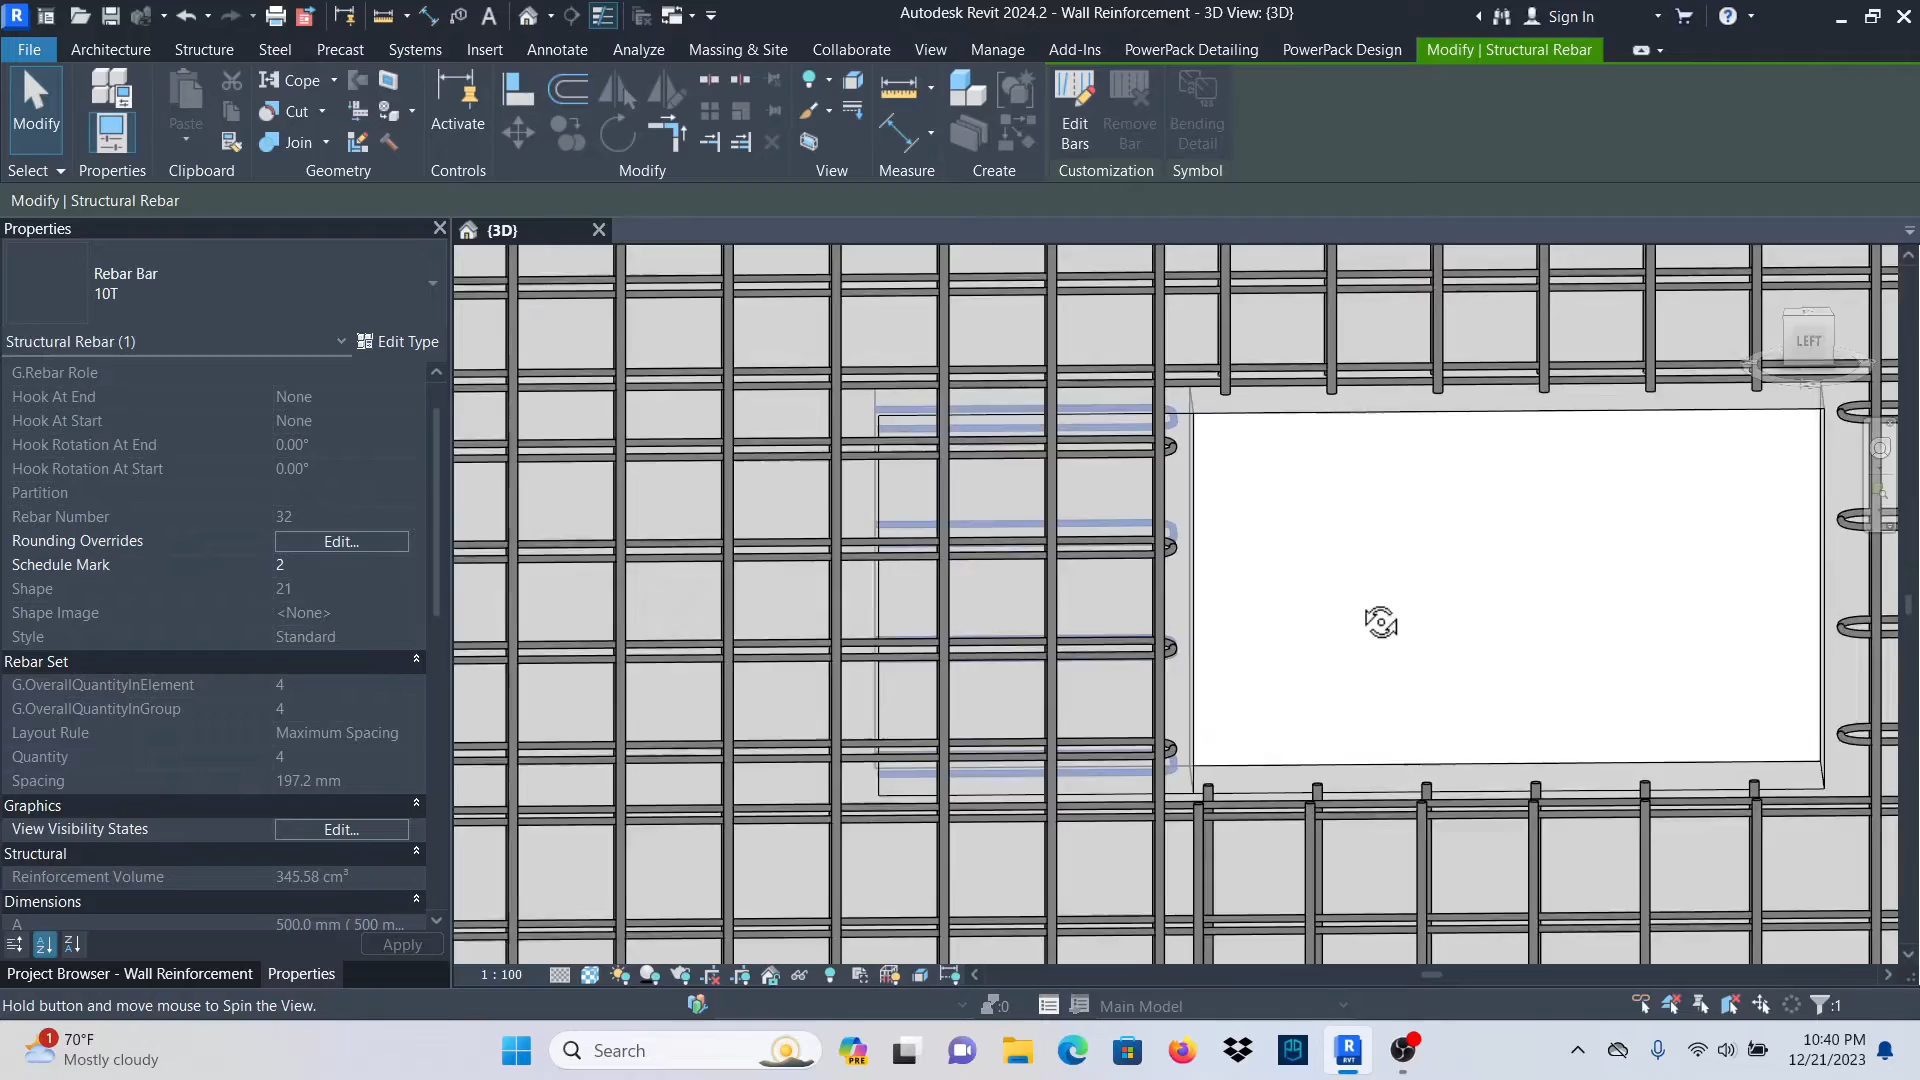 Autodesk Revit 2024.2 - Wall Reinforcement - 3D View: {3D}
Sign In
File Architecture Structure Steel Precast Systems Insert Annotate Analyze Massing & Site Collaborate View Manage Add-Ins PowerPack Detailing PowerPack Design Modify | Structural Rebar
Modify
Paste
Cope
Cut
Join
Activate
Edit
Bars
Remove
Bar
Bending
Detail
Select Properties Clipboard Geometry Controls Modify View Measure Create Customization Symbol
Modify | Structural Rebar
Properties
{3D}
Rebar Bar
10T
Structural Rebar (1) Edit Type
G.Rebar Role
Hook At End None
Hook At Start None
Hook Rotation At End 0.00°
Hook Rotation At Start 0.00°
Partition
Rebar Number 32
Rounding Overrides Edit...
Schedule Mark 2
Shape 21
Shape Image <None>
Style Standard
Rebar Set
G.OverallQuantityInElement 4
G.OverallQuantityInGroup 4
Layout Rule Maximum Spacing
Quantity 4
Spacing 197.2 mm
Graphics
View Visibility States Edit...
Structural
Reinforcement Volume 345.58 cm³
Dimensions
A 500.0 mm ( 500 m...
Apply
LEFT
Project Browser - Wall Reinforcement Properties
1 : 100
Hold button and move mouse to Spin the View.
:0
Main Model
:1
1
70°F
Mostly cloudy
Search
PRE
R
RVT
10:40 PM
12/21/2023